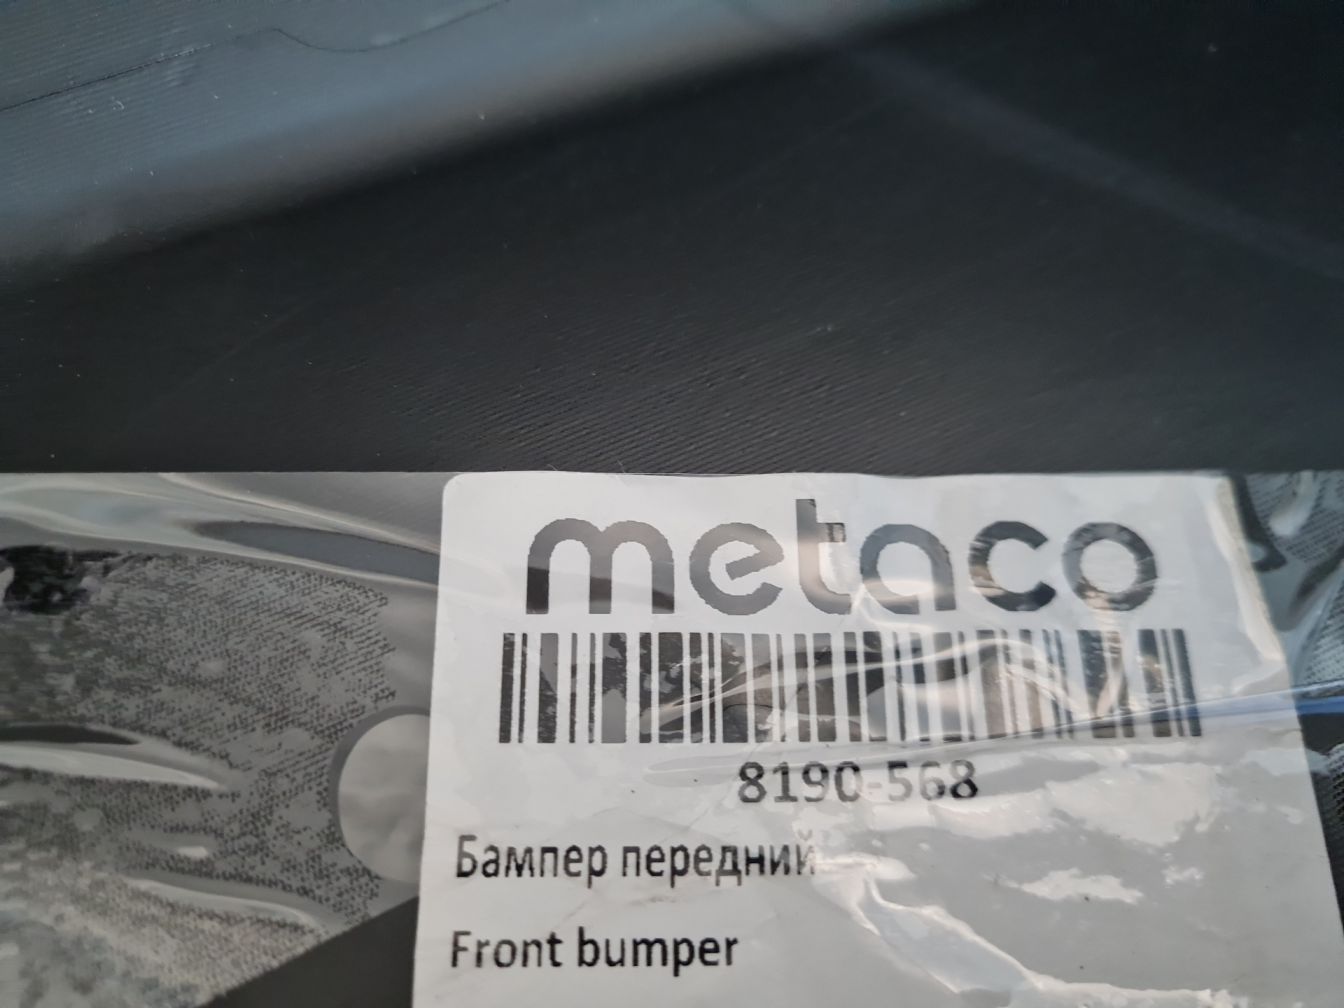 metaco
8190-568
Бампер передний
Front bumper